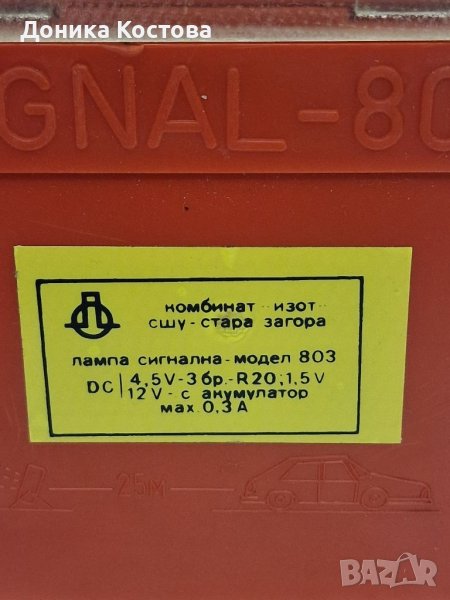 Доника Костова
GNAL-80
комбинат изот
сшу-стара загора
лампа сигнална-модел 803
DC 4,5V-3бр.-R20;1,5V
12V-с акумулатор
max.0,3A
25м
BAZAR